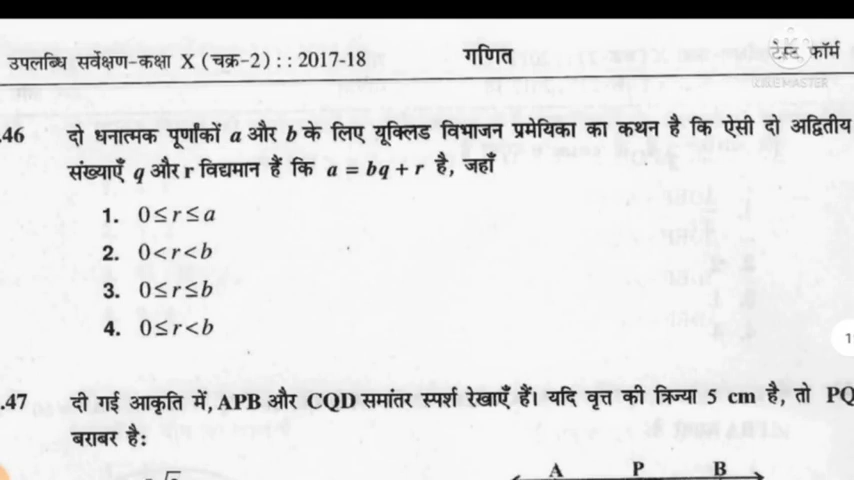 उपलब्धि सर्वेक्षण-कक्षा X (चक्र-2) : : 2017-18 गणित टेस्ट फॉर्म
KINEMASTER
.46 दो धनात्मक पूर्णांकों a और b के लिए यूक्लिड विभाजन प्रमेयिका का कथन है कि ऐसी दो अद्वितीय
संख्याएँ q और r विद्यमान हैं कि a = bq + r है, जहाँ
1. 0 ≤ r ≤ a
2. 0 < r < b
3. 0 ≤ r ≤ b
4. 0 ≤ r < b
.47 दी गई आकृति में, APB और CQD समांतर स्पर्श रेखाएँ हैं। यदि वृत्त की त्रिज्या 5 cm है, तो PQ
बराबर है:
A P B